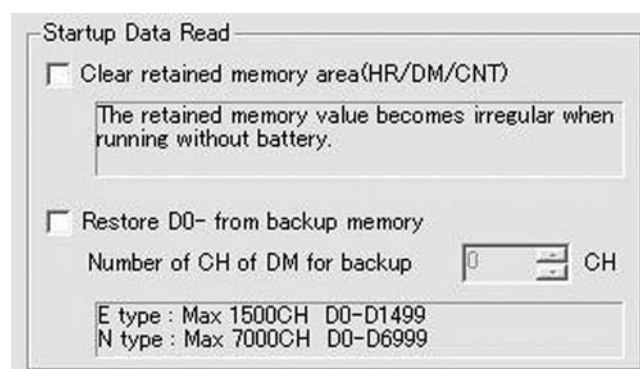 Startup Data Read
Clear retained memory area(HR/DM/CNT)
The retained memory value becomes irregular when
running without battery.
Restore D0- from backup memory
Number of CH of DM for backup 0 CH
E type : Max 1500CH D0-D1499
N type : Max 7000CH D0-D6999